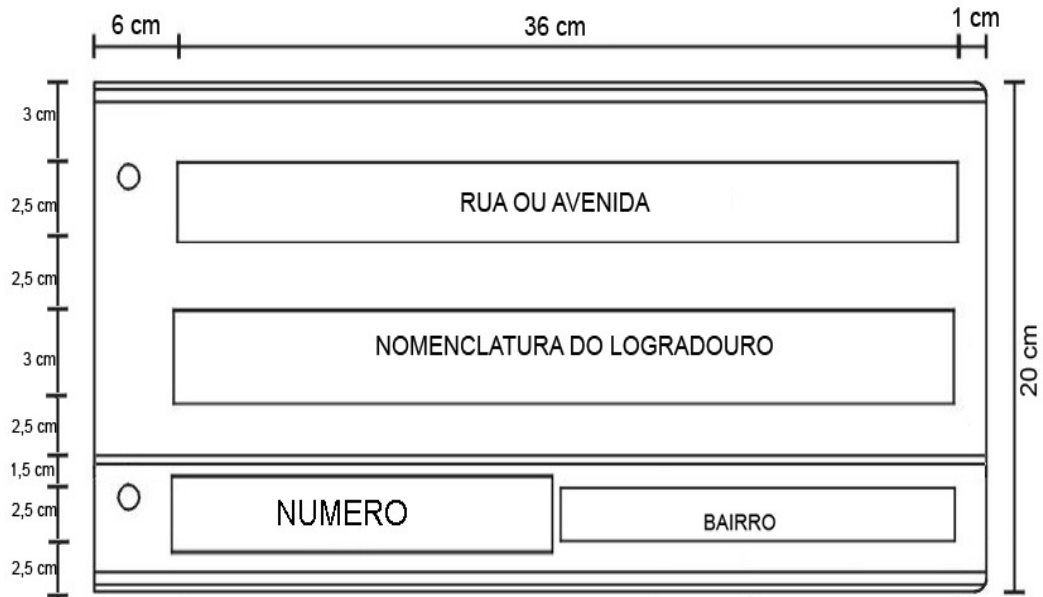 6 cm 36 cm 1 cm
3 cm
2,5 cm
RUA OU AVENIDA
2,5 cm
3 cm
NOMENCLATURA DO LOGRADOURO
20 cm
2,5 cm
1,5 cm
2,5 cm
NUMERO BAIRRO
2,5 cm